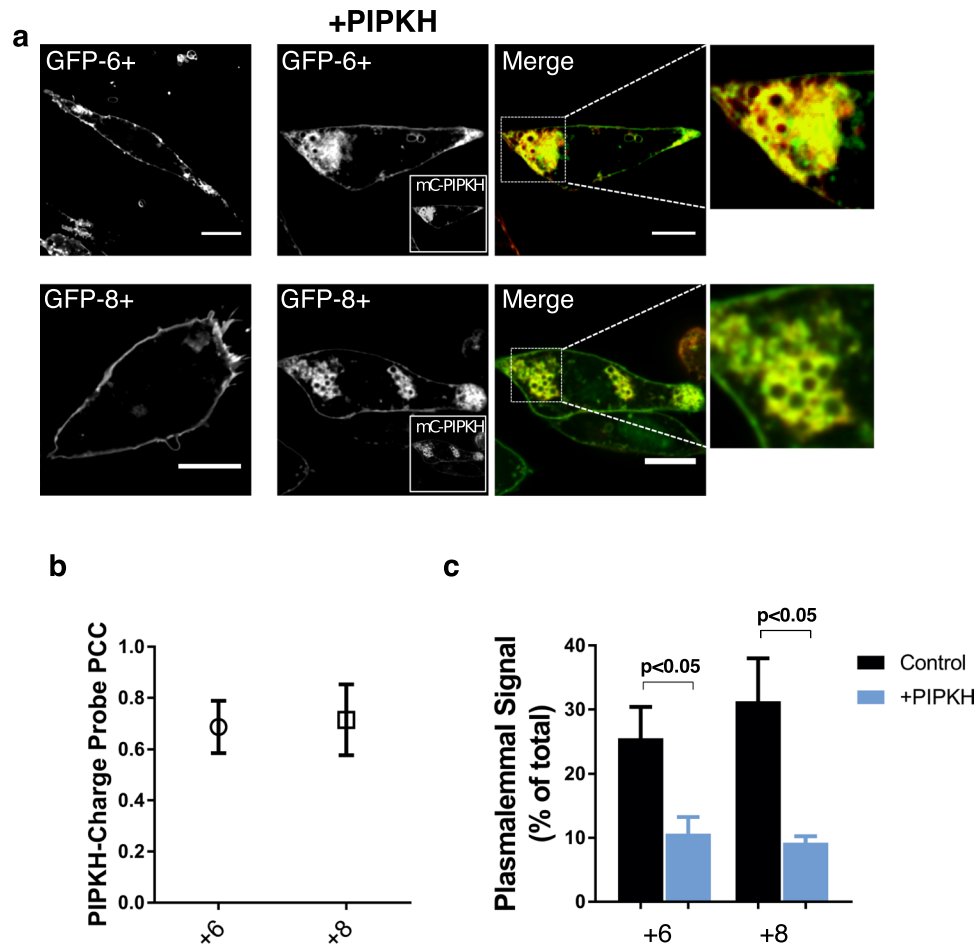 +PIPKH
a
GFP-6+
GFP-6+
Merge
mC-PIPKH
GFP-8+
GFP-8+
Merge
mC-PIPKH
b
c
PIPKH-Charge Probe PCC
1.0
0.8
0.6
0.4
0.2
0.0
+6
+8
Plasmalemmal Signal
(% of total)
40
30
20
10
0
p<0.05
p<0.05
+6
+8
Control
+PIPKH